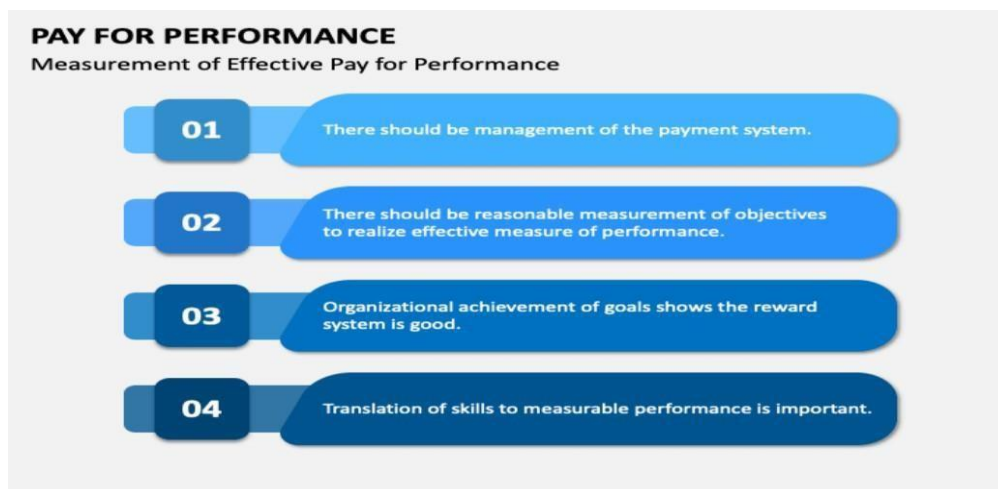 PAY FOR PERFORMANCE
Measurement of Effective Pay for Performance
01
There should be management of the payment system.
02
There should be reasonable measurement of objectives
to realize effective measure of performance.
03
Organizational achievement of goals shows the reward
system is good.
04
Translation of skills to measurable performance is important.